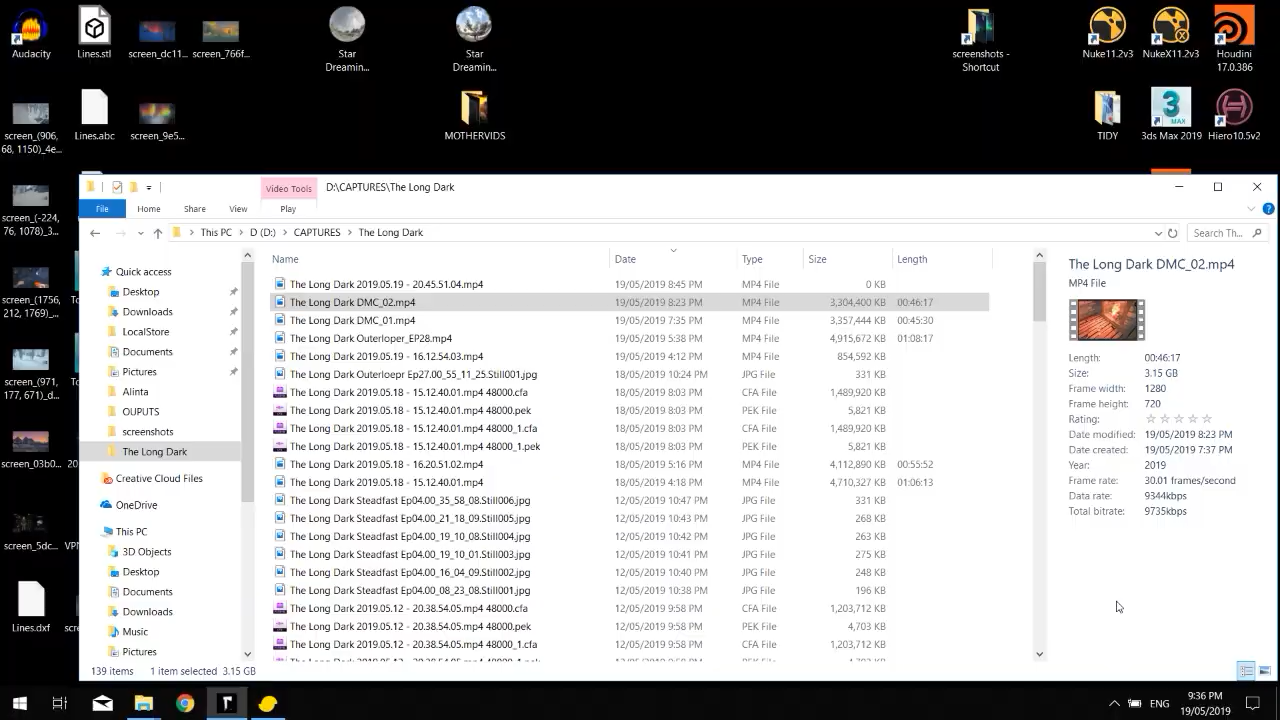 Audacity
Lines.stl
screen_dc11...
screen_766f...
Star
Dreamin...
Star
Dreamin...
screenshots -
Shortcut
Nuke11.2v3
NukeX11.2v3
Houdini
17.0.386
screen_(906,
68, 1150)_4e...
Lines.abc
screen_9e5...
MOTHERVIDS
TIDY
3ds Max 2019
Hiero10.5v2
screen_(-224,
76, 1078)_3...
screen_(1756,
212, 1769)_...
screen_(971,
177, 671)_d...
screen_03b0...
screen_5dc...
Lines.dxf
Video Tools
D:\CAPTURES\The Long Dark
File
Home
Share
View
Play
This PC
D (D:)
CAPTURES
The Long Dark
Search Th...
Quick access
Desktop
Downloads
LocalStore
Documents
Pictures
Alinta
OUPUTS
screenshots
The Long Dark
Creative Cloud Files
OneDrive
This PC
3D Objects
Desktop
Documents
Downloads
Music
Pictures
Name Date Type Size Length
The Long Dark 2019.05.19 - 20.45.51.04.mp4 19/05/2019 8:45 PM MP4 File 0 KB
The Long Dark DMC_02.mp4 19/05/2019 8:23 PM MP4 File 3,304,400 KB 00:46:17
The Long Dark DMC_01.mp4 19/05/2019 7:35 PM MP4 File 3,357,444 KB 00:45:30
The Long Dark Outerloper_EP28.mp4 19/05/2019 5:38 PM MP4 File 4,915,672 KB 01:08:17
The Long Dark 2019.05.19 - 16.12.54.03.mp4 19/05/2019 4:12 PM MP4 File 854,592 KB
The Long Dark Outerloepr Ep27.00_55_11_25.Still001.jpg 18/05/2019 10:24 PM JPG File 331 KB
The Long Dark 2019.05.18 - 15.12.40.01.mp4 48000.cfa 18/05/2019 8:03 PM CFA File 1,489,920 KB
The Long Dark 2019.05.18 - 15.12.40.01.mp4 48000.pek 18/05/2019 8:03 PM PEK File 5,821 KB
The Long Dark 2019.05.18 - 15.12.40.01.mp4 48000_1.cfa 18/05/2019 8:03 PM CFA File 1,489,920 KB
The Long Dark 2019.05.18 - 15.12.40.01.mp4 48000_1.pek 18/05/2019 8:03 PM PEK File 5,821 KB
The Long Dark 2019.05.18 - 16.20.51.02.mp4 18/05/2019 5:16 PM MP4 File 4,112,890 KB 00:55:52
The Long Dark 2019.05.18 - 15.12.40.01.mp4 18/05/2019 4:18 PM MP4 File 4,710,327 KB 01:06:13
The Long Dark Steadfast Ep04.00_35_58_08.Still006.jpg 12/05/2019 10:47 PM JPG File 331 KB
The Long Dark Steadfast Ep04.00_21_18_09.Still005.jpg 12/05/2019 10:43 PM JPG File 268 KB
The Long Dark Steadfast Ep04.00_19_10_08.Still004.jpg 12/05/2019 10:42 PM JPG File 263 KB
The Long Dark Steadfast Ep04.00_19_10_01.Still003.jpg 12/05/2019 10:41 PM JPG File 275 KB
The Long Dark Steadfast Ep04.00_16_04_09.Still002.jpg 12/05/2019 10:40 PM JPG File 248 KB
The Long Dark Steadfast Ep04.00_08_23_08.Still001.jpg 12/05/2019 10:38 PM JPG File 196 KB
The Long Dark 2019.05.12 - 20.38.54.05.mp4 48000.cfa 12/05/2019 9:58 PM CFA File 1,203,712 KB
The Long Dark 2019.05.12 - 20.38.54.05.mp4 48000.pek 12/05/2019 9:58 PM PEK File 4,703 KB
The Long Dark 2019.05.12 - 20.38.54.05.mp4 48000_1.cfa 12/05/2019 9:58 PM CFA File 1,203,712 KB
The Long Dark DMC_02.mp4
MP4 File
Length: 00:46:17
Size: 3.15 GB
Frame width: 1280
Frame height: 720
Rating:
Date modified: 19/05/2019 8:23 PM
Date created: 19/05/2019 7:37 PM
Year: 2019
Frame rate: 30.01 frames/second
Data rate: 9344kbps
Total bitrate: 9735kbps
139 items 1 item selected 3.15 GB
ENG
9:36 PM
19/05/2019